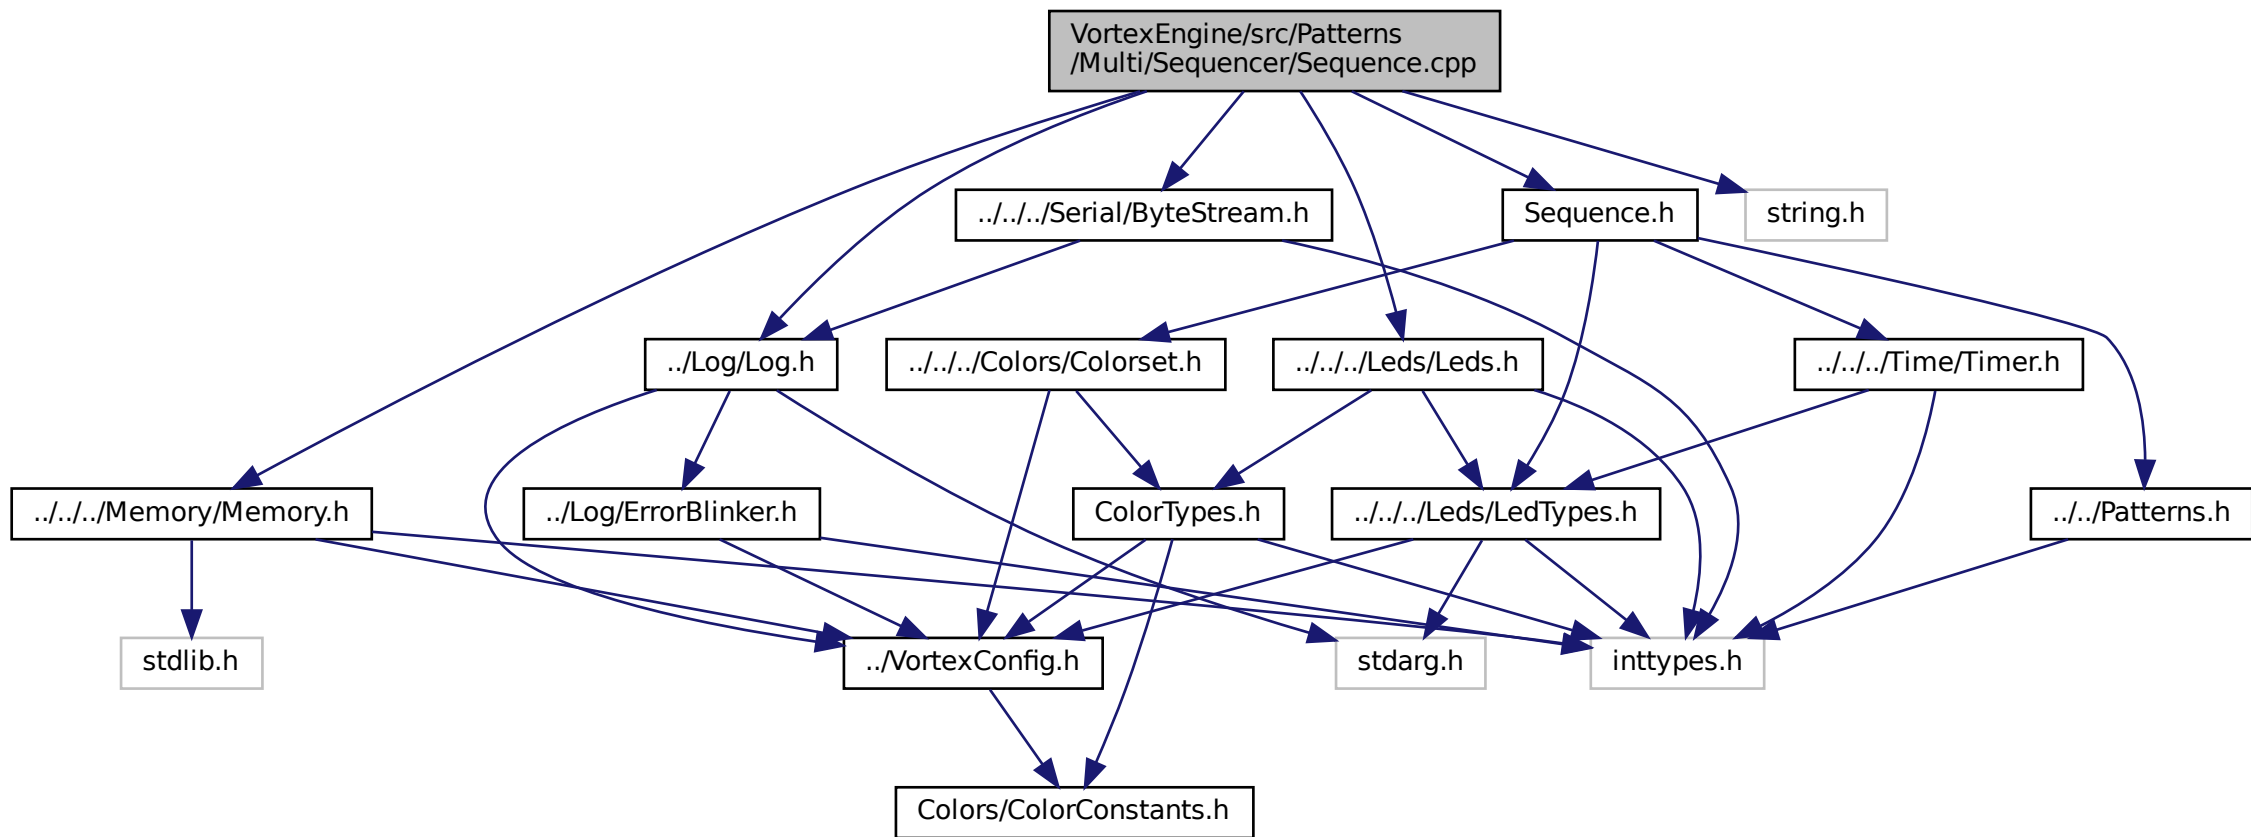 VortexEngine/src/Patterns
/Multi/Sequencer/Sequence.cpp
../../../Serial/ByteStream.h
Sequence.h
string.h
../Log/Log.h
../../../Colors/Colorset.h
../../../Leds/Leds.h
../../../Time/Timer.h
../../../Memory/Memory.h
../Log/ErrorBlinker.h
ColorTypes.h
../../../Leds/LedTypes.h
../../Patterns.h
stdlib.h
../VortexConfig.h
stdarg.h
inttypes.h
Colors/ColorConstants.h